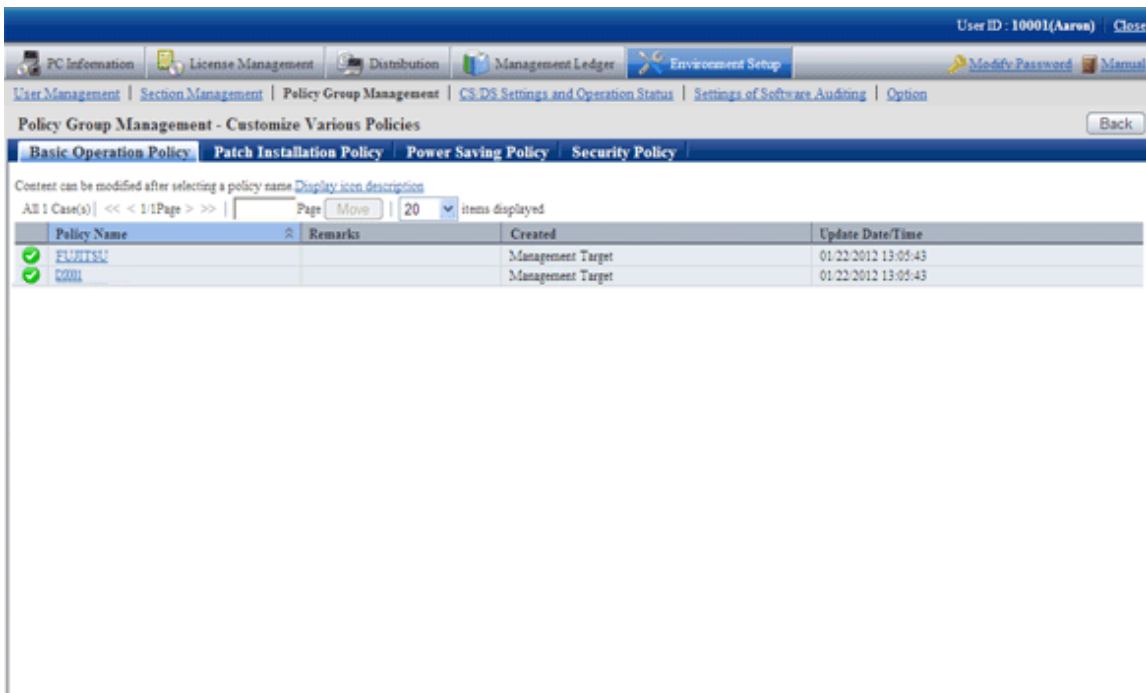 User ID : 10001(Aaron) Close
PC Information License Management Distribution Management Ledger Environment Setup Modify Password Manual
User Management | Section Management | Policy Group Management | CS/DS Settings and Operation Status | Settings of Software Auditing | Option
Policy Group Management - Customize Various Policies Back
Basic Operation Policy Patch Installation Policy Power Saving Policy Security Policy
Content can be modified after selecting a policy name.Display icon description
All 1 Case(s)| << < 1/1Page > >> | Page Move | 20 items displayed
Policy Name Remarks Created Update Date/Time
FUJITSU Management Target 01/22/2012 13:05:43
Management Target 01/22/2012 13:05:43